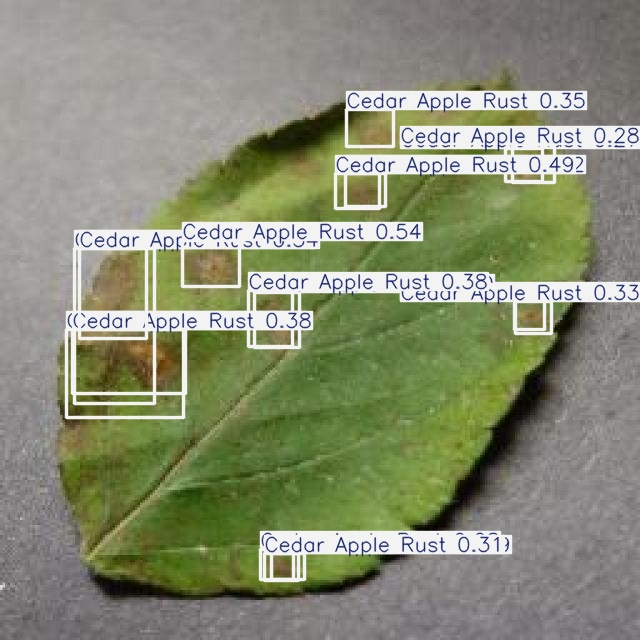 Cedar Apple Rust 0.35
Cedar Apple Rust 0.28
Cedar Apple Rust 0.49
Cedar Apple Rust 0.54
Cedar Apple Rust 0.38
Cedar Apple Rust 0.33
Cedar Apple Rust 0.38
Cedar Apple Rust 0.31